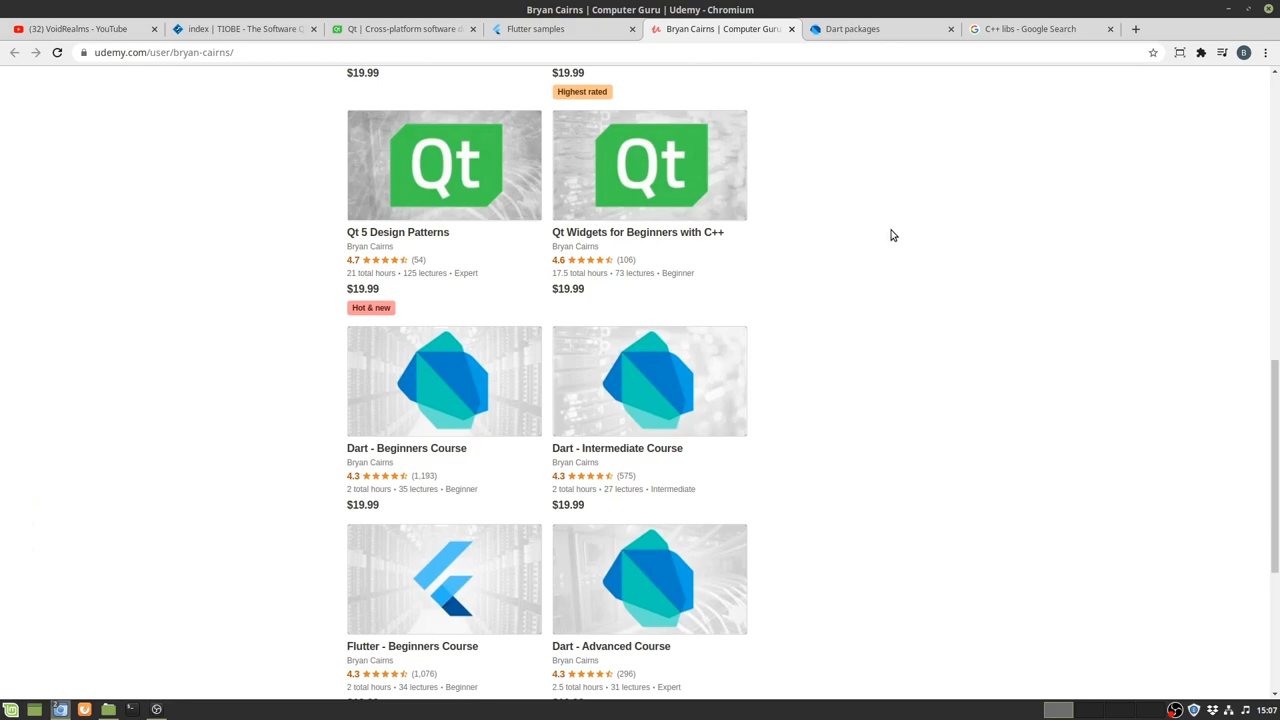 Bryan Cairns | Computer Guru | Udemy - Chromium
(32) VoidRealms - YouTube
index | TIOBE - The Software Q
Qt | Cross-platform software d
Flutter samples
Bryan Cairns | Computer Guru
Dart packages
C++ libs - Google Search
udemy.com/user/bryan-cairns/
B
$19.99
$19.99
Highest rated
Qt
Qt
Qt 5 Design Patterns
Bryan Cairns
4.7 (54)
21 total hours • 125 lectures • Expert
$19.99
Hot & new
Qt Widgets for Beginners with C++
Bryan Cairns
4.6 (106)
17.5 total hours • 73 lectures • Beginner
$19.99
Dart - Beginners Course
Bryan Cairns
4.3 (1,193)
2 total hours • 35 lectures • Beginner
$19.99
Dart - Intermediate Course
Bryan Cairns
4.3 (575)
2 total hours • 27 lectures • Intermediate
$19.99
Flutter - Beginners Course
Bryan Cairns
4.3 (1,076)
2 total hours • 34 lectures • Beginner
Dart - Advanced Course
Bryan Cairns
4.3 (296)
2.5 total hours • 31 lectures • Expert
15:07